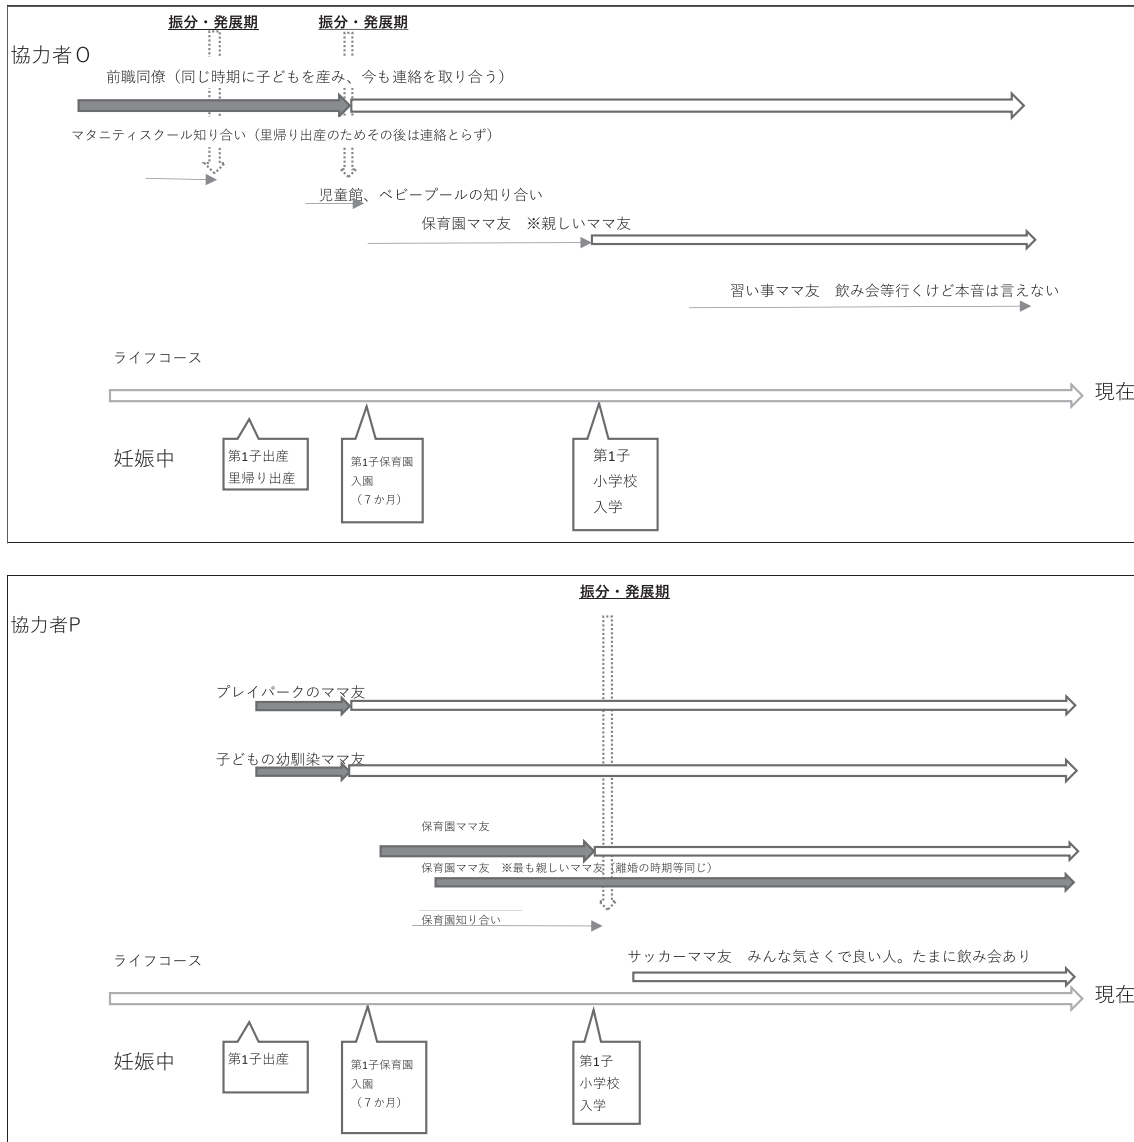 振分・発展期
振分・発展期
協力者O
前職同僚（同じ時期に子どもを産み、今も連絡を取り合う）
マタニティスクール知り合い（里帰り出産のためその後は連絡とらず）
児童館、ベビープールの知り合い
保育園ママ友　※親しいママ友
習い事ママ友　飲み会等行くけど本音は言えない
ライフコース
現在
妊娠中
第1子出産
里帰り出産
第1子保育園
入園
（７か月）
第1子
小学校
入学
振分・発展期
協力者P
プレイパークのママ友
子どもの幼馴染ママ友
保育園ママ友
保育園ママ友　※最も親しいママ友（離婚の時期等同じ）
保育園知り合い
サッカーママ友　みんな気さくで良い人。たまに飲み会あり
ライフコース
現在
妊娠中
第1子出産
第1子保育園
入園
（７か月）
第1子
小学校
入学